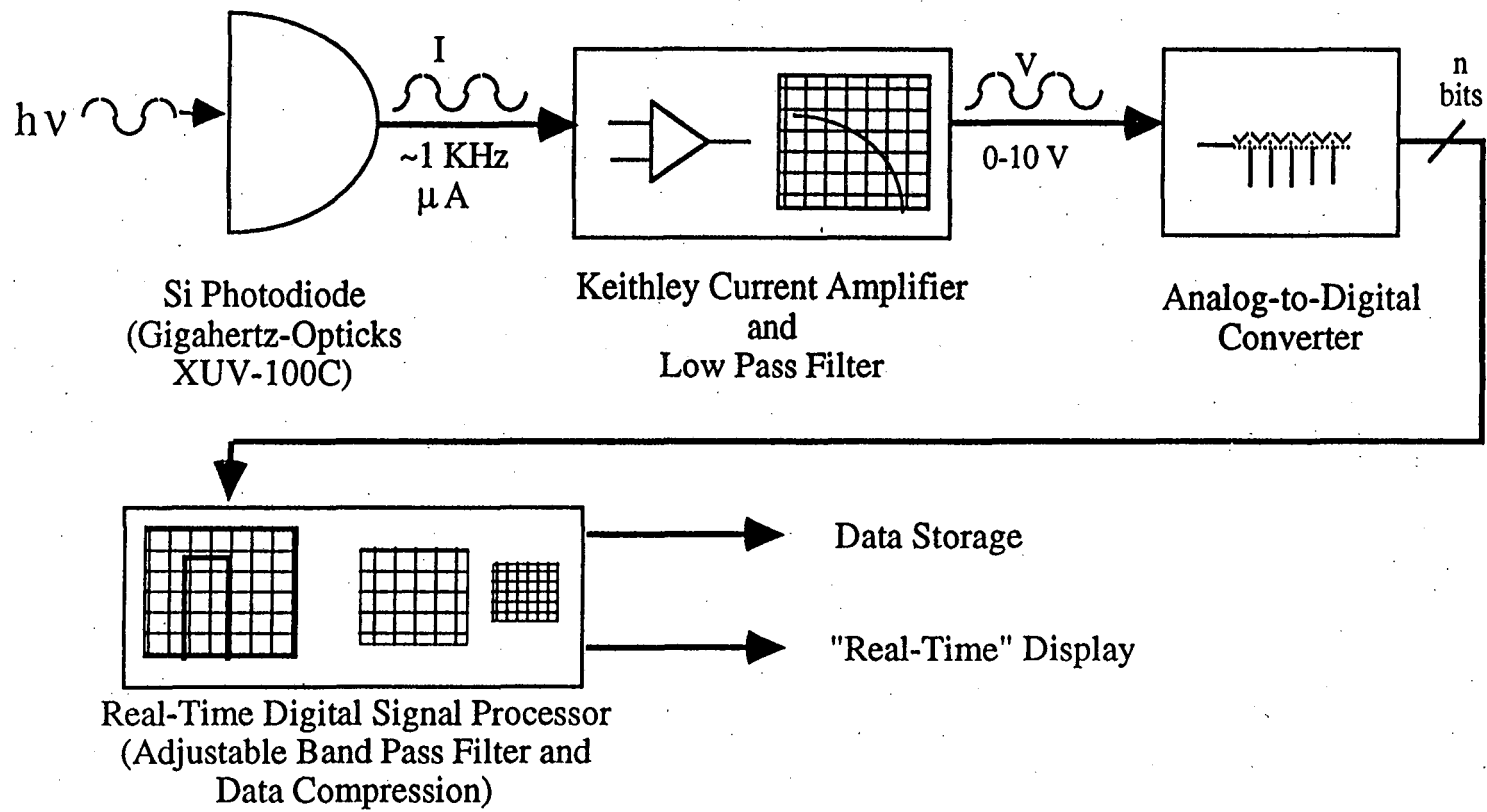 hν
I
~1 KHz
μ A
Si Photodiode
(Gigahertz-Opticks
XUV-100C)
Keithley Current Amplifier
and
Low Pass Filter
V
0-10 V
Analog-to-Digital
Converter
n
bits
Data Storage
"Real-Time" Display
Real-Time Digital Signal Processor
(Adjustable Band Pass Filter and
Data Compression)